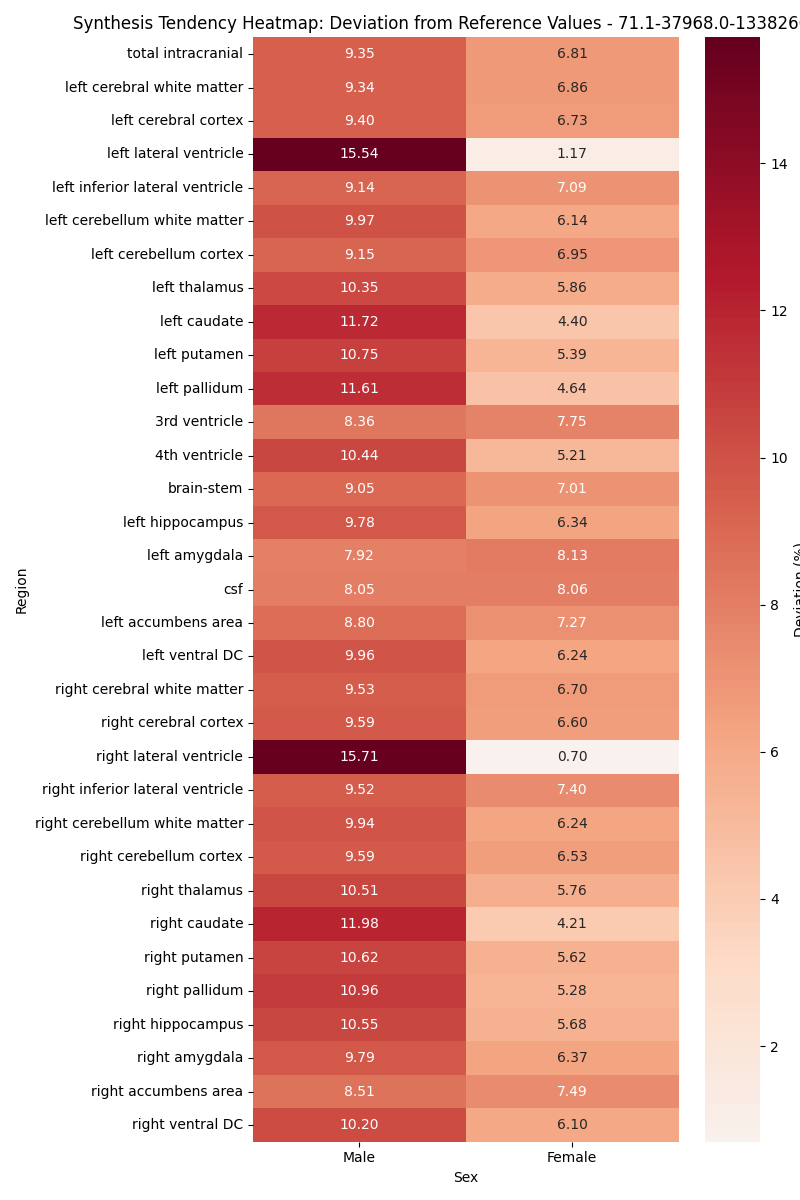 Synthesis Tendency Heatmap: Deviation from Reference Values - 71.1-37968.0-133826
total intracranial 9.35 6.81
left cerebral white matter 9.34 6.86
left cerebral cortex 9.40 6.73
left lateral ventricle 15.54 1.17
left inferior lateral ventricle 9.14 7.09
left cerebellum white matter 9.97 6.14
left cerebellum cortex 9.15 6.95
left thalamus 10.35 5.86
left caudate 11.72 4.40
left putamen 10.75 5.39
left pallidum 11.61 4.64
3rd ventricle 8.36 7.75
4th ventricle 10.44 5.21
brain-stem 9.05 7.01
left hippocampus 9.78 6.34
left amygdala 7.92 8.13
csf 8.05 8.06
left accumbens area 8.80 7.27
left ventral DC 9.96 6.24
right cerebral white matter 9.53 6.70
right cerebral cortex 9.59 6.60
right lateral ventricle 15.71 0.70
right inferior lateral ventricle 9.52 7.40
right cerebellum white matter 9.94 6.24
right cerebellum cortex 9.59 6.53
right thalamus 10.51 5.76
right caudate 11.98 4.21
right putamen 10.62 5.62
right pallidum 10.96 5.28
right hippocampus 10.55 5.68
right amygdala 9.79 6.37
right accumbens area 8.51 7.49
right ventral DC 10.20 6.10
Male Female
Sex
Region
14
12
10
8
6
4
2
Deviation (%)